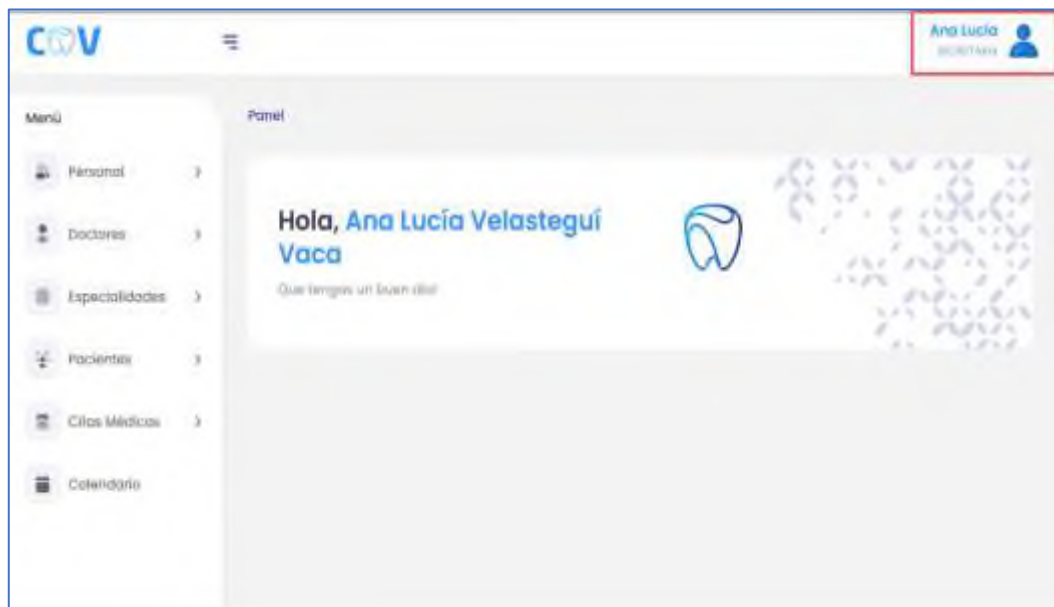 COV
Ana Lucía
SECRETARIA
Menú
Panel
Personal
Doctores
Especialidades
Pacientes
Citas Médicas
Calendario
Hola, Ana Lucía Velasteguí
Vaca
Que tengas un buen día!